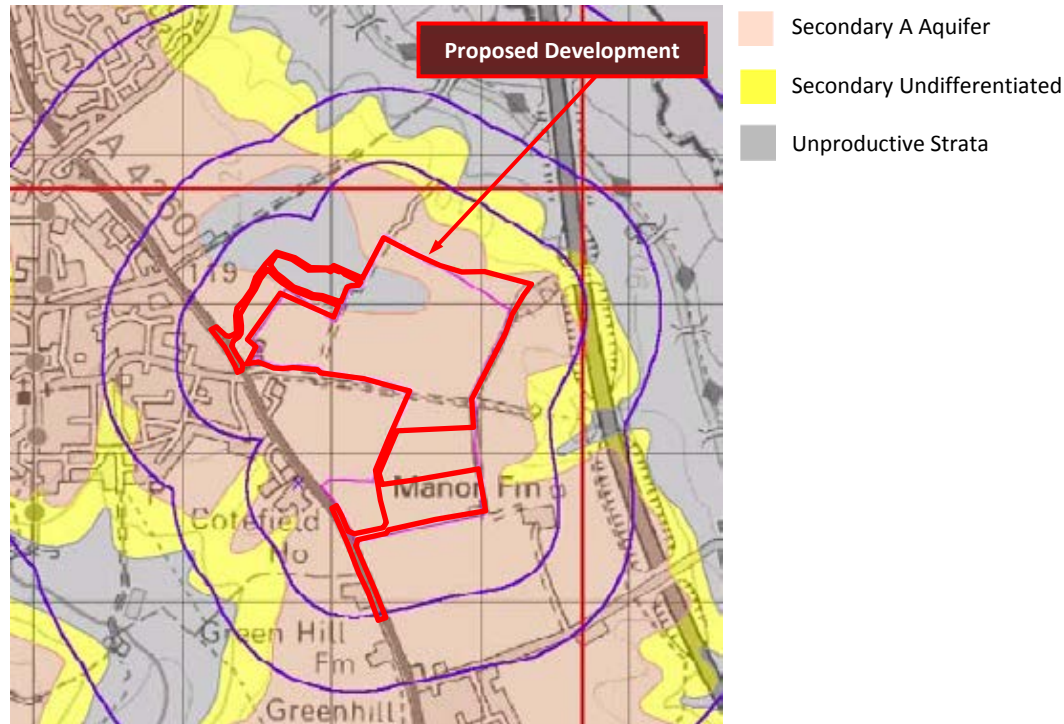 Proposed Development
Secondary A Aquifer
Secondary Undifferentiated
Unproductive Strata
A 4260
119
Manor Fm
Cotefield
Ho
Green Hill
Fm
Greenhill